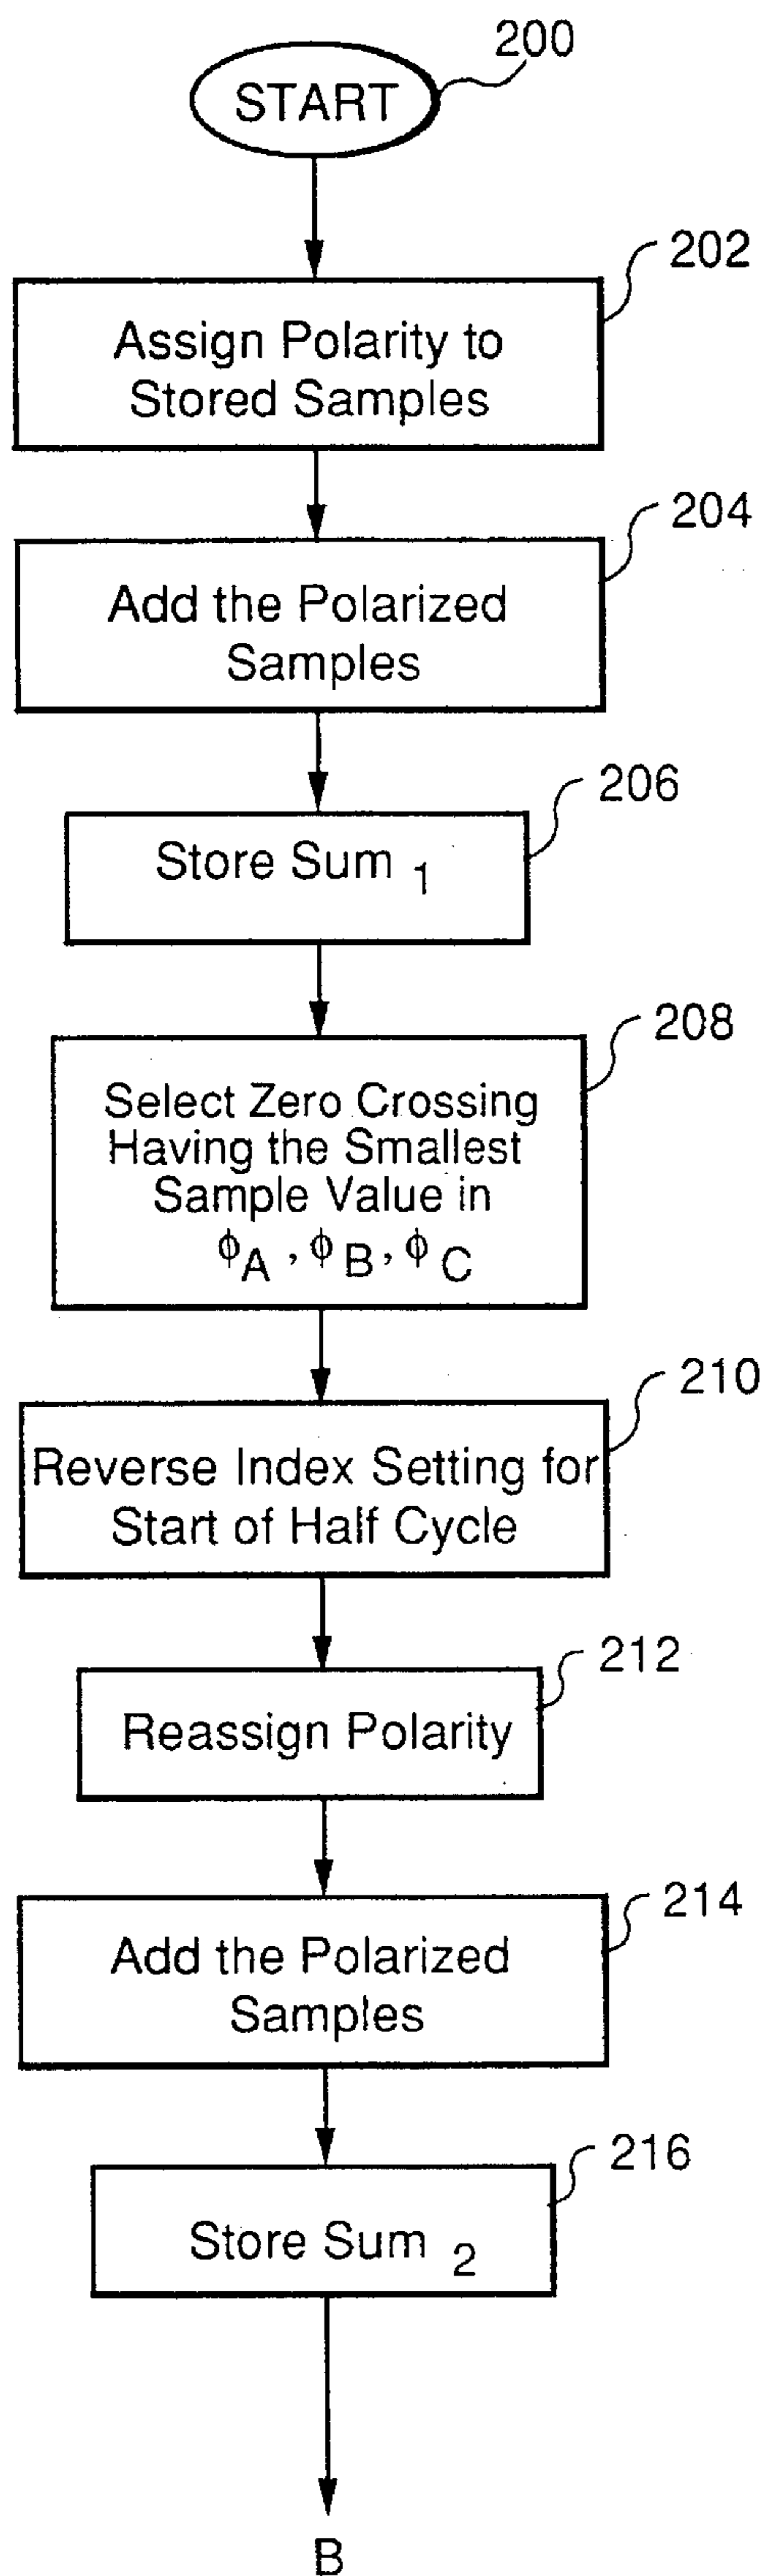 200
START
202
Assign Polarity to
Stored Samples
204
Add the Polarized
Samples
206
Store Sum 1
208
Select Zero Crossing
Having the Smallest
Sample Value in
ϕA , ϕB, ϕC
210
Reverse Index Setting for
Start of Half Cycle
212
Reassign Polarity
214
Add the Polarized
Samples
216
Store Sum 2
B